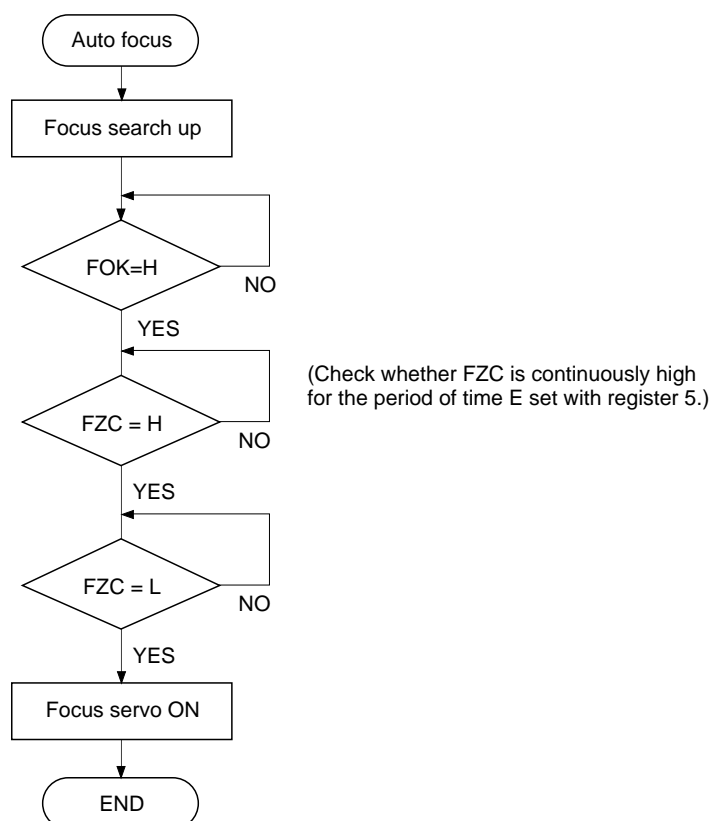 Auto focus
Focus search up
FOK=H
NO
YES
FZC = H
NO
(Check whether FZC is continuously high
for the period of time E set with register 5.)
YES
FZC = L
NO
YES
Focus servo ON
END